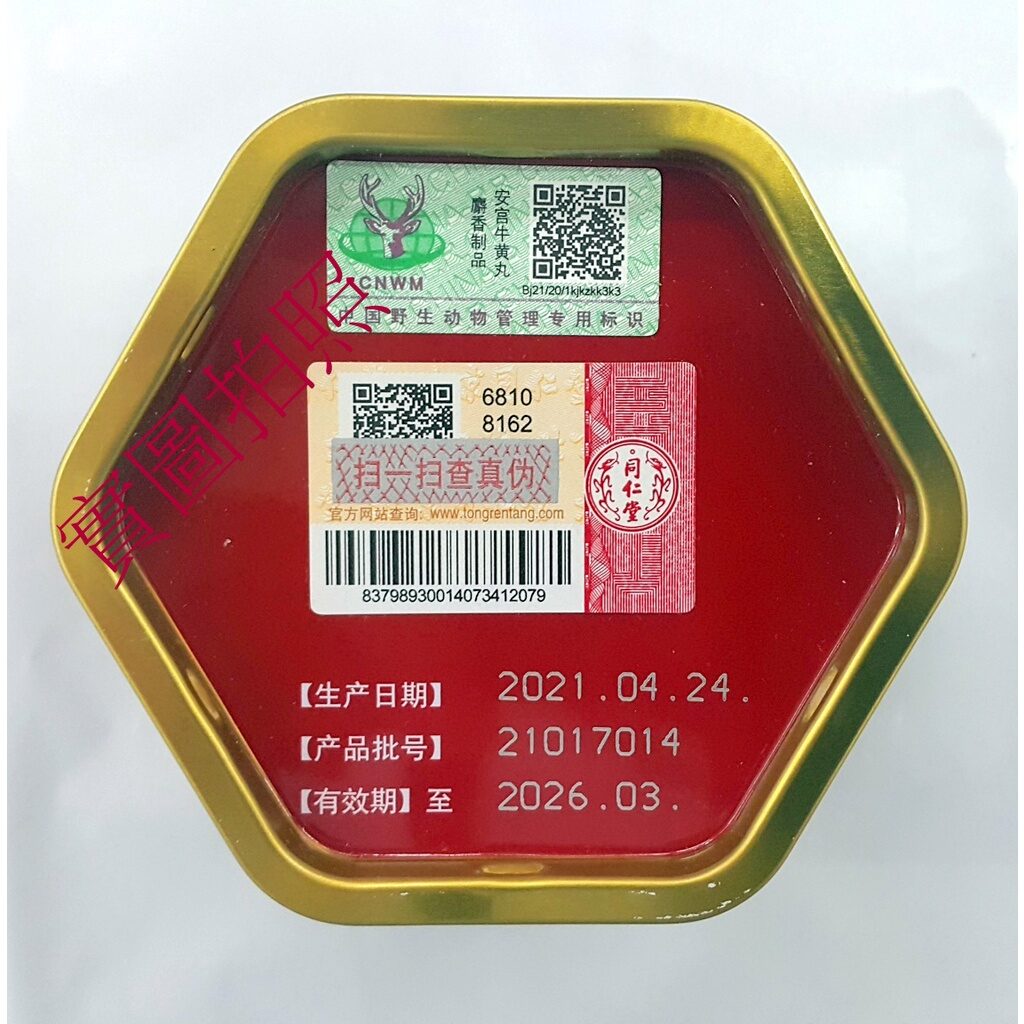 安宫牛黄丸
麝香制品
CNWM
Bj21/20/1kjkzkk3k3
中国野生动物管理专用标识
6810
8162
扫一扫查真伪
官方网站查询: www.tongrentang.com
83798930014073412079
同仁堂
【生产日期】 2021.04.24.
【产品批号】 21017014
【有效期】至 2026.03.
實圖拍照